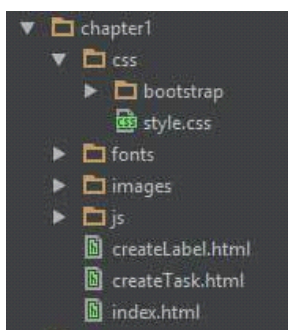 chapter1
css
bootstrap
style.css
fonts
images
js
createLabel.html
createTask.html
index.html